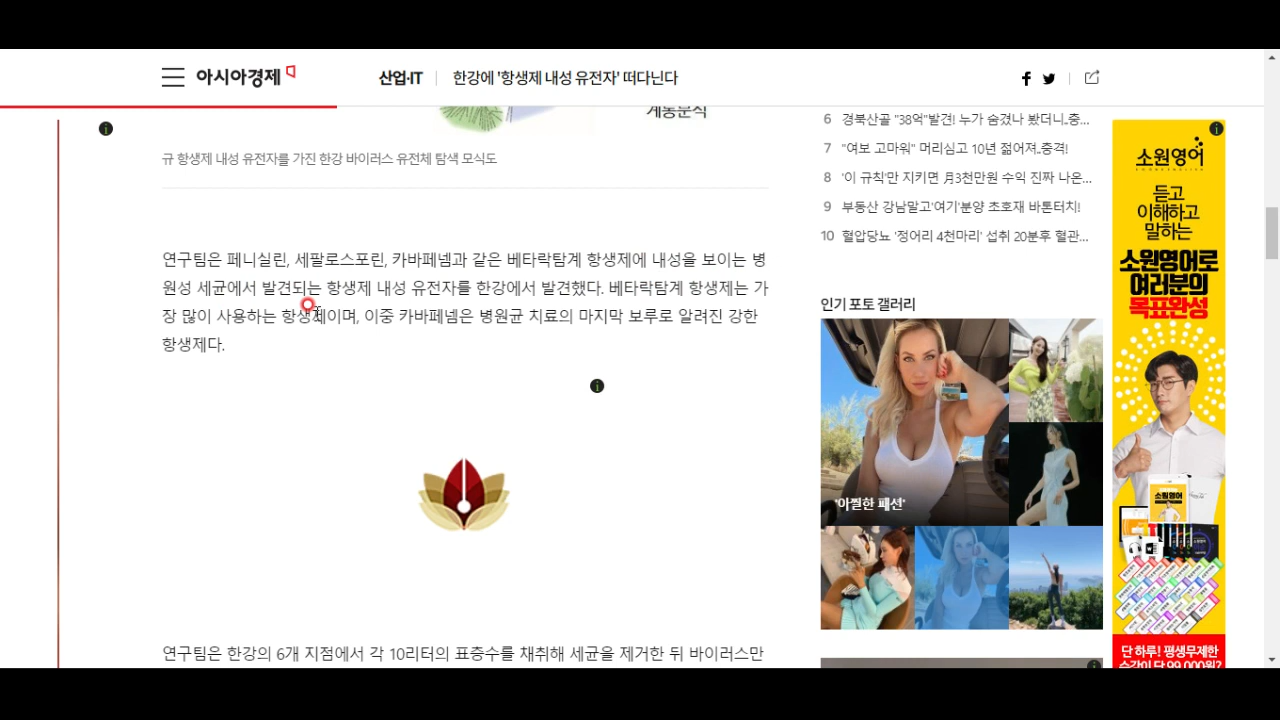 아시아경제
산업·IT
한강에 '항생제 내성 유전자' 떠다닌다
계통분석
규 항생제 내성 유전자를 가진 한강 바이러스 유전체 탐색 모식도
연구팀은 페니실린, 세팔로스포린, 카바페넴과 같은 베타락탐계 항생제에 내성을 보이는 병
원성 세균에서 발견되는 항생제 내성 유전자를 한강에서 발견했다. 베타락탐계 항생제는 가
장 많이 사용하는 항생제이며, 이중 카바페넴은 병원균 치료의 마지막 보루로 알려진 강한
항생제다.
연구팀은 한강의 6개 지점에서 각 10리터의 표층수를 채취해 세균을 제거한 뒤 바이러스만
6 경북산골 "38억"발견! 누가 숨겼나 봤더니..충...
7 "여보 고마워" 머리심고 10년 젊어져..충격!
8 '이 규칙'만 지키면 月3천만원 수익 진짜 나온...
9 부동산 강남말고'여기'분양 초호재 바톤터치!
10 혈압당뇨 '정어리 4천마리' 섭취 20분후 혈관...
인기 포토 갤러리
'아찔한 패션'
소원영어
듣고
이해하고
말하는
소원영어로
여러분의
목표완성
소원영어
단 하루! 평생무제한
수강이 단 99,000원?